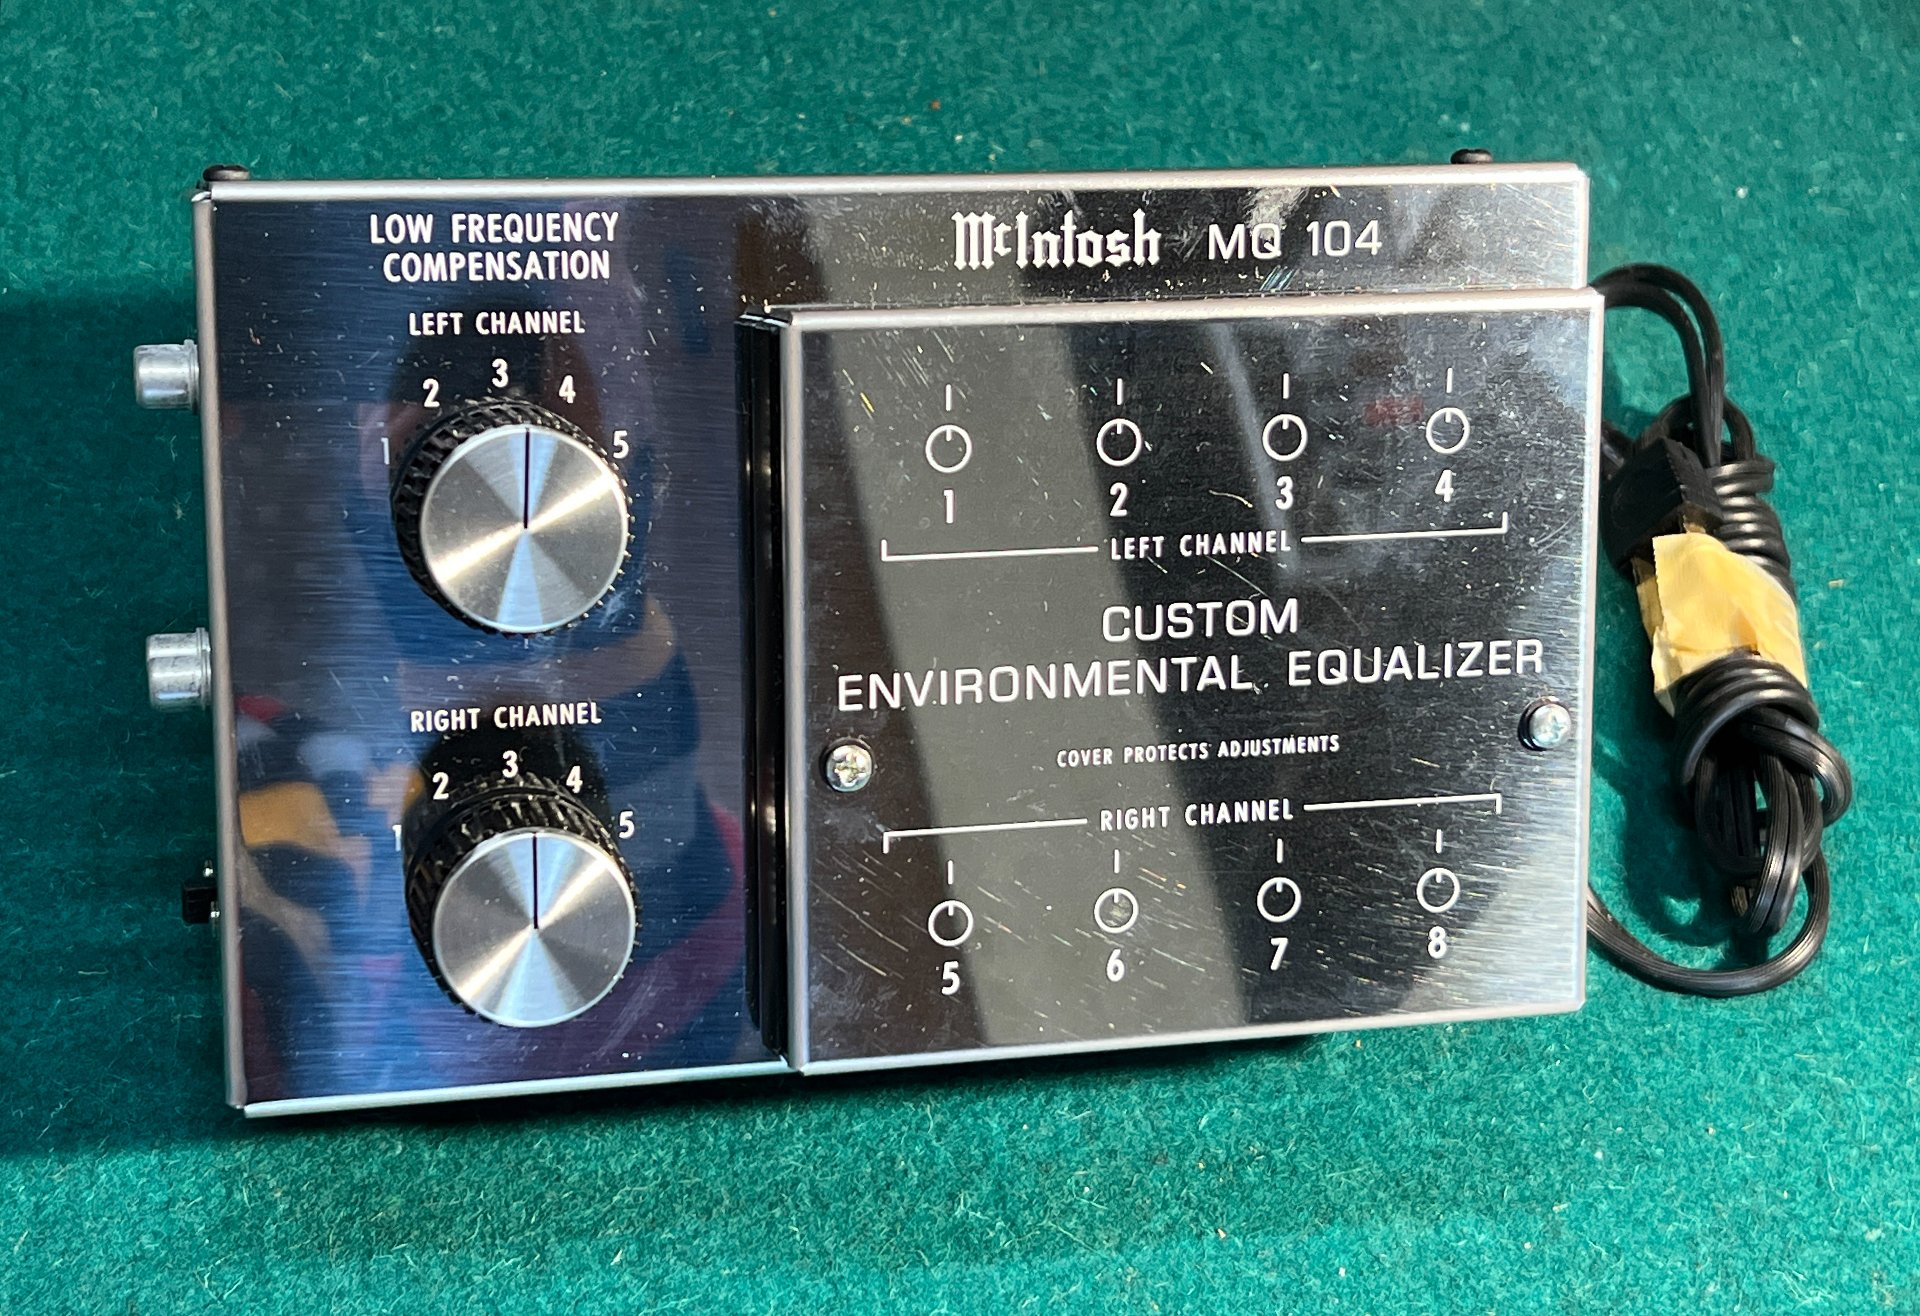 LOW FREQUENCY
COMPENSATION
LEFT CHANNEL
1 2 3 4 5
RIGHT CHANNEL
1 2 3 4 5
McIntosh MQ 104
1 2 3 4
LEFT CHANNEL
CUSTOM
ENVIRONMENTAL EQUALIZER
COVER PROTECTS ADJUSTMENTS
RIGHT CHANNEL
5 6 7 8